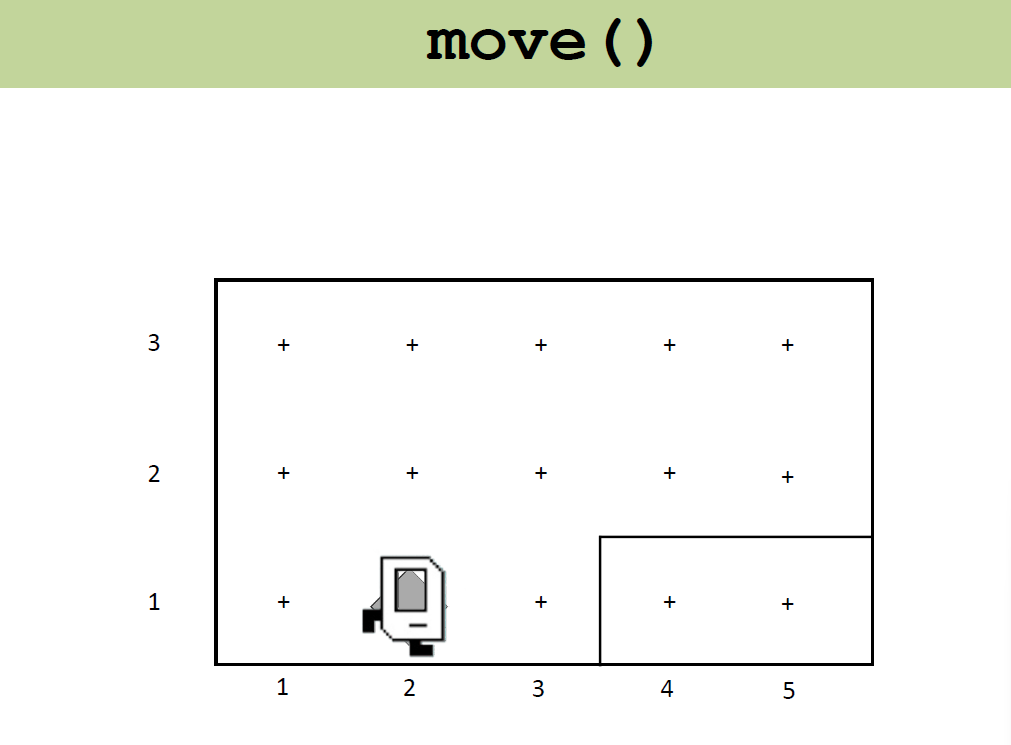 move()
3 + + + + +
2 + + + + +
1 + + + +
1 2 3 4 5